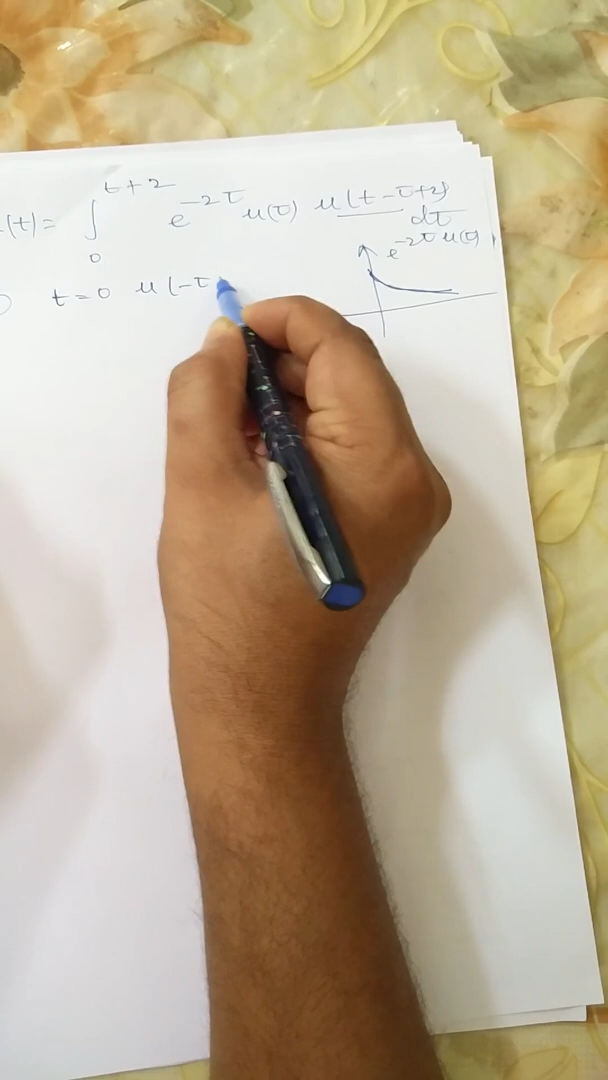 (t) = ∫₀^{t+2} e^{-2τ} u(τ) u(t-τ+2) dτ
e^{-2τ} u(τ)
t=0 u(-τ